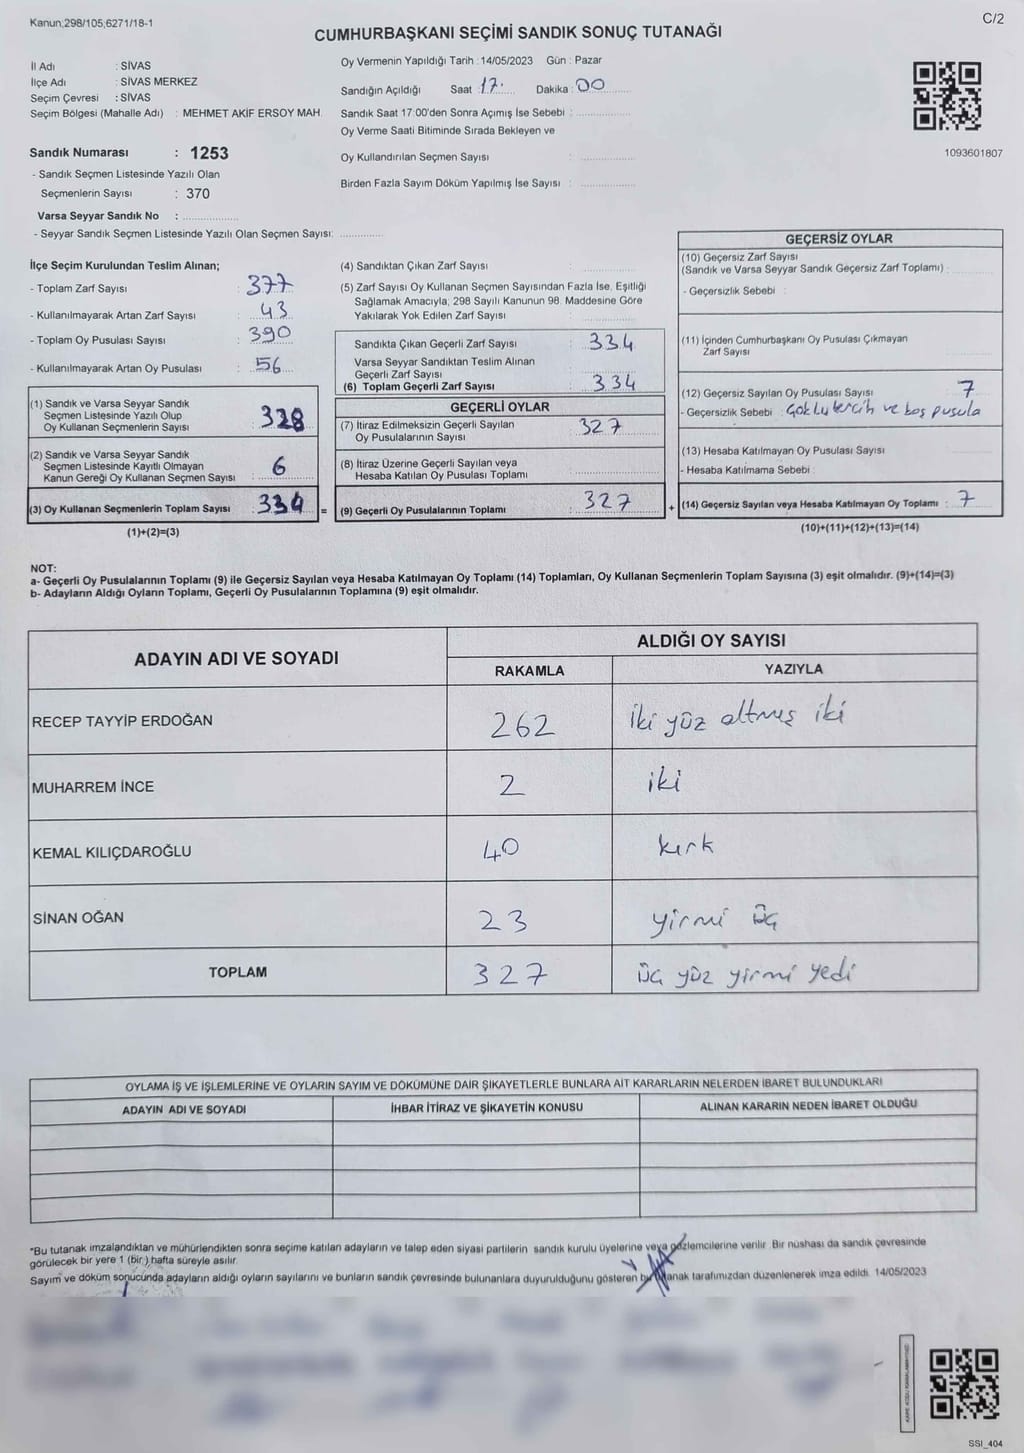 Kanun;298/105;6271/18-1
C/2
CUMHURBAŞKANI SEÇİMİ SANDIK SONUÇ TUTANAĞI
İl Adı : SİVAS
İlçe Adı : SİVAS MERKEZ
Seçim Çevresi : SİVAS
Seçim Bölgesi (Mahalle Adı) : MEHMET AKİF ERSOY MAH.
Sandık Numarası : 1253
- Sandık Seçmen Listesinde Yazılı Olan
Seçmenlerin Sayısı : 370
Varsa Seyyar Sandık No :
- Seyyar Sandık Seçmen Listesinde Yazılı Olan Seçmen Sayısı:
Oy Vermenin Yapıldığı Tarih : 14/05/2023 Gün : Pazar
Sandığın Açıldığı Saat : 17. Dakika : 00
Sandık Saat 17:00'den Sonra Açımış İse Sebebi :
Oy Verme Saati Bitiminde Sırada Bekleyen ve
Oy Kullandırılan Seçmen Sayısı :
Birden Fazla Sayım Döküm Yapılmış İse Sayısı :
1093601807
İlçe Seçim Kurulundan Teslim Alınan;
- Toplam Zarf Sayısı : 377
- Kullanılmayarak Artan Zarf Sayısı : 43
- Toplam Oy Pusulası Sayısı : 390
- Kullanılmayarak Artan Oy Pusulası : 56
(1) Sandık ve Varsa Seyyar Sandık
Seçmen Listesinde Yazılı Olup
Oy Kullanan Seçmenlerin Sayısı : 328
(2) Sandık ve Varsa Seyyar Sandık
Seçmen Listesinde Kayıtlı Olmayan
Kanun Gereği Oy Kullanan Seçmen Sayısı : 6
(3) Oy Kullanan Seçmenlerin Toplam Sayısı : 334 =
(1)+(2)=(3)
(4) Sandıktan Çıkan Zarf Sayısı :
(5) Zarf Sayısı Oy Kullanan Seçmen Sayısından Fazla İse, Eşitliği
Sağlamak Amacıyla; 298 Sayılı Kanunun 98. Maddesine Göre
Yakılarak Yok Edilen Zarf Sayısı :
Sandıkta Çıkan Geçerli Zarf Sayısı : 334
Varsa Seyyar Sandıktan Teslim Alınan
Geçerli Zarf Sayısı :
(6) Toplam Geçerli Zarf Sayısı : 334
GEÇERLİ OYLAR
(7) İtiraz Edilmeksizin Geçerli Sayılan
Oy Pusulalarının Sayısı : 327
(8) İtiraz Üzerine Geçerli Sayılan veya
Hesaba Katılan Oy Pusulası Toplamı :
(9) Geçerli Oy Pusulalarının Toplamı : 327 +
GEÇERSİZ OYLAR
(10) Geçersiz Zarf Sayısı
(Sandık ve Varsa Seyyar Sandık Geçersiz Zarf Toplamı) :
- Geçersizlik Sebebi :
(11) İçinden Cumhurbaşkanı Oy Pusulası Çıkmayan
Zarf Sayısı
(12) Geçersiz Sayılan Oy Pusulası Sayısı : 7
- Geçersizlik Sebebi : Çoklu tercih ve boş pusula
(13) Hesaba Katılmayan Oy Pusulası Sayısı :
- Hesaba Katılmama Sebebi :
(14) Geçersiz Sayılan veya Hesaba Katılmayan Oy Toplamı : 7
(10)+(11)+(12)+(13)=(14)
NOT:
a- Geçerli Oy Pusulalarının Toplamı (9) ile Geçersiz Sayılan veya Hesaba Katılmayan Oy Toplamı (14) Toplamları, Oy Kullanan Seçmenlerin Toplam Sayısına (3) eşit olmalıdır. (9)+(14)=(3)
b- Adayların Aldığı Oyların Toplamı, Geçerli Oy Pusulalarının Toplamına (9) eşit olmalıdır.
ADAYIN ADI VE SOYADI
ALDIĞI OY SAYISI
RAKAMLA YAZIYLA
RECEP TAYYİP ERDOĞAN 262 iki yüz altmış iki
MUHARREM İNCE 2 iki
KEMAL KILIÇDAROĞLU 40 kırk
SİNAN OĞAN 23 yirmi üç
TOPLAM 327 üç yüz yirmi yedi
OYLAMA İŞ VE İŞLEMLERİNE VE OYLARIN SAYIM VE DÖKÜMÜNE DAİR ŞİKAYETLERLE BUNLARA AİT KARARLARIN NELERDEN İBARET BULUNDUKLARI
ADAYIN ADI VE SOYADI İHBAR İTİRAZ VE ŞİKAYETİN KONUSU ALINAN KARARIN NEDEN İBARET OLDUĞU
*Bu tutanak imzalandıktan ve mühürlendikten sonra seçime katılan adayların ve talep eden siyasi partilerin sandık kurulu üyelerine veya gözlemcilerine verilir. Bir nüshası da sandık çevresinde
görülecek bir yere 1 (bir) hafta süreyle asılır.
Sayım ve döküm sonucunda adayların aldığı oyların sayılarını ve bunların sandık çevresinde bulunanlara duyurulduğunu gösteren bu tutanak tarafımızdan düzenlenerek imza edildi. 14/05/2023
SSI_404